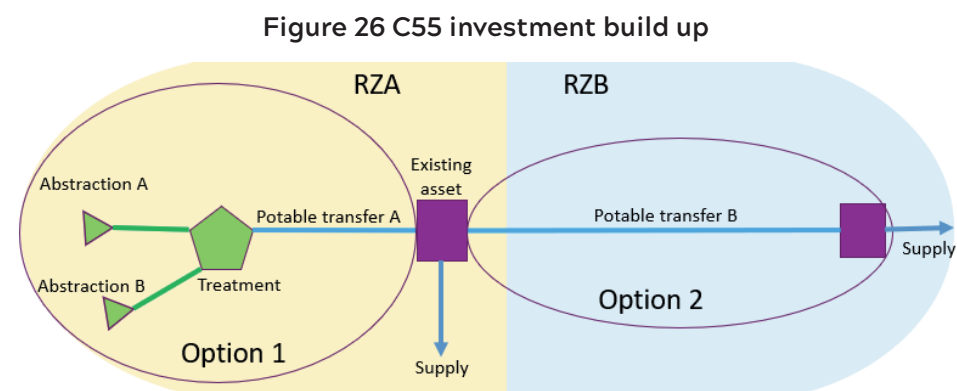 Figure 26 C55 investment build up
RZA
RZB
Existing
asset
Abstraction A
Potable transfer A
Potable transfer B
Supply
Abstraction B
Treatment
Option 2
Option 1
Supply